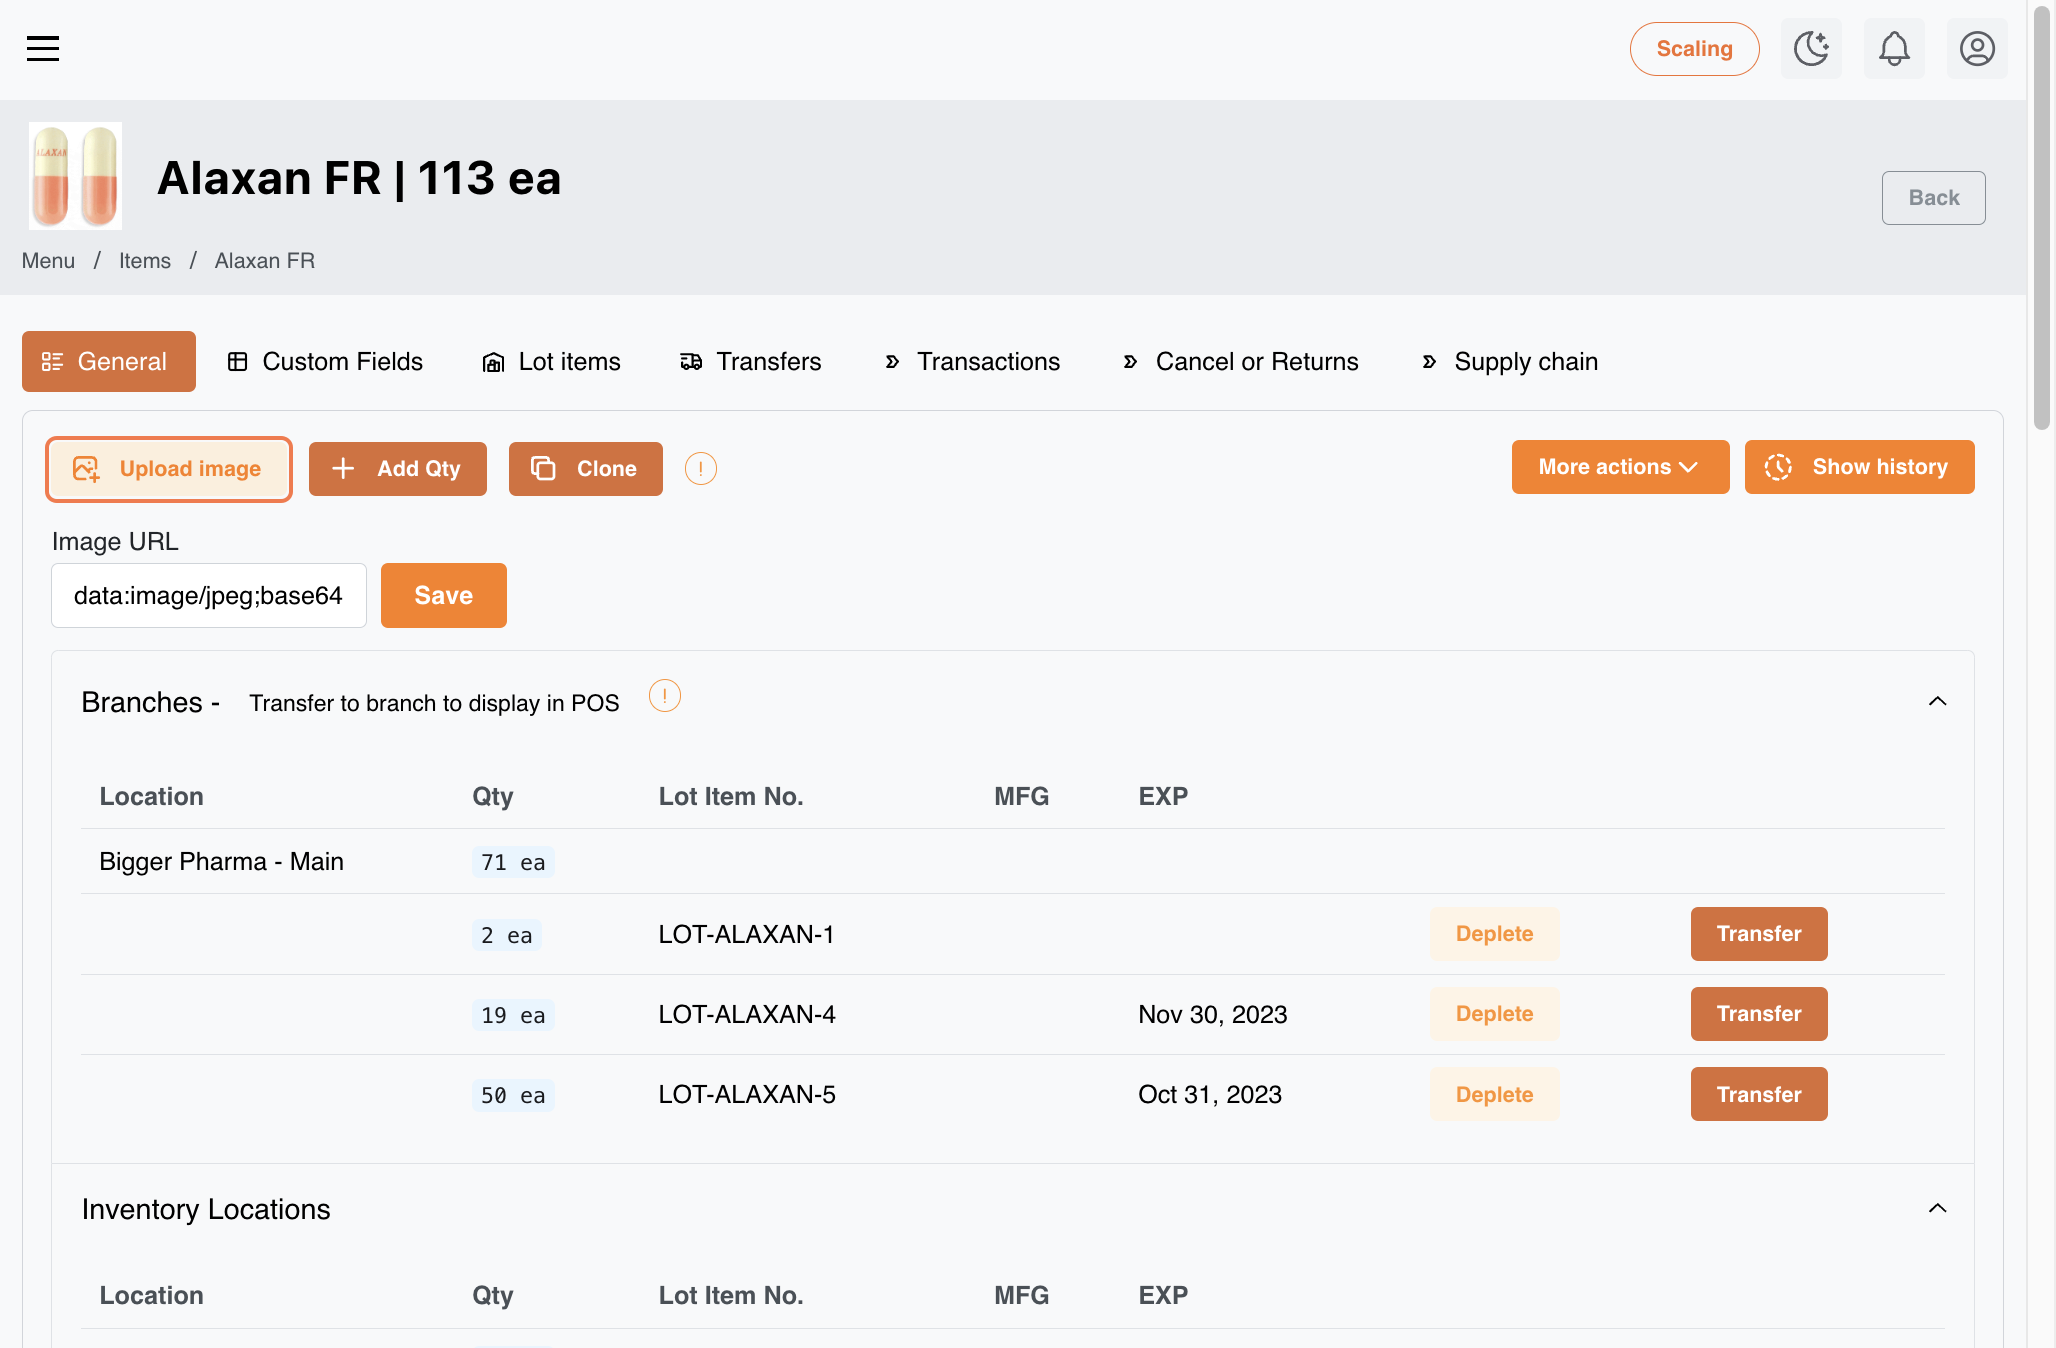 Scaling
ALAXAN
Alaxan FR | 113 ea
Back
Menu / Items / Alaxan FR
General Custom Fields Lot items Transfers Transactions Cancel or Returns Supply chain
Upload image Add Qty Clone ! More actions Show history
Image URL
data:image/jpeg;base64 Save
Branches - Transfer to branch to display in POS !
Location Qty Lot Item No. MFG EXP
Bigger Pharma - Main 71 ea
2 ea LOT-ALAXAN-1 Deplete Transfer
19 ea LOT-ALAXAN-4 Nov 30, 2023 Deplete Transfer
50 ea LOT-ALAXAN-5 Oct 31, 2023 Deplete Transfer
Inventory Locations
Location Qty Lot Item No. MFG EXP